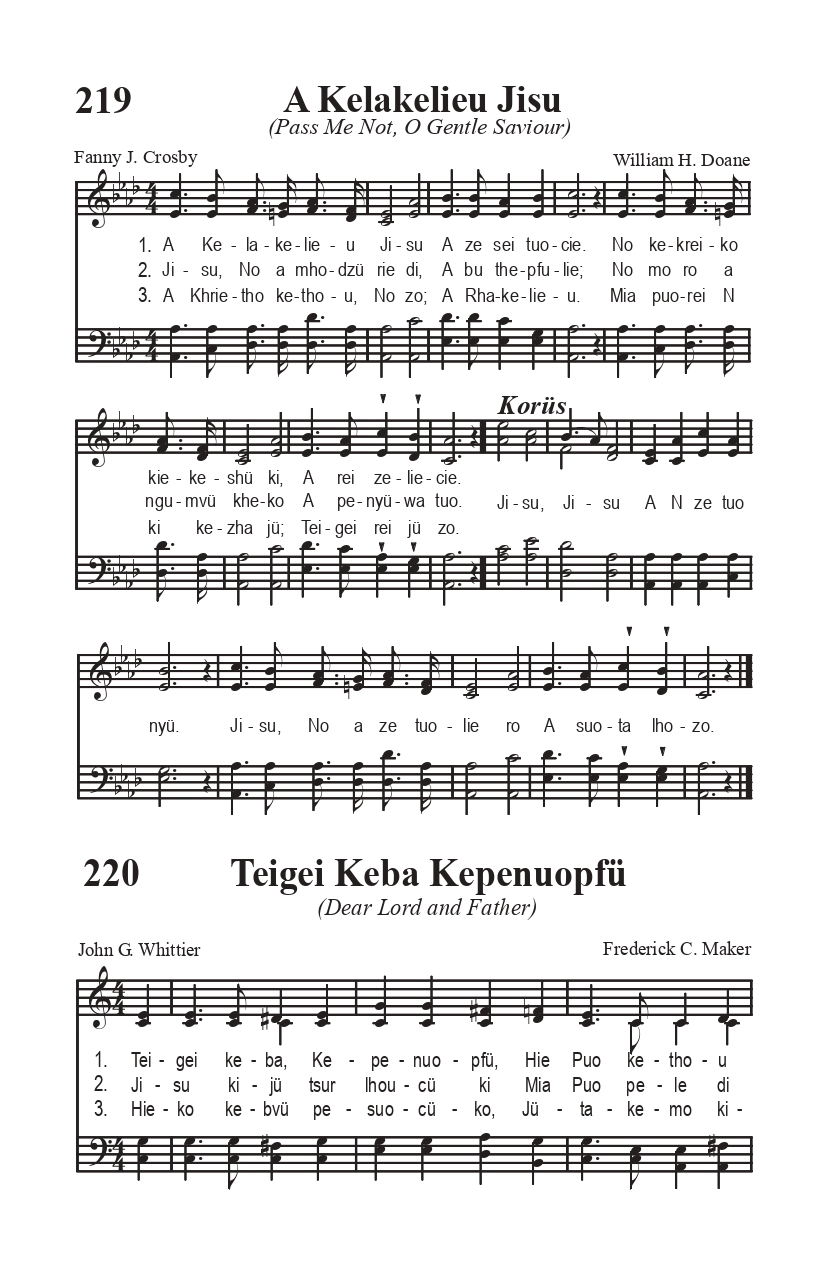 219
A Kelakelieu Jisu
(Pass Me Not, O Gentle Saviour)
Fanny J. Crosby
William H. Doane
1. A Ke - la - ke - lie - u Ji - su A ze sei tuo - cie. No ke - krei - ko
2. Ji - su, No a mho - dzü rie di, A bu the - pfu - lie; No mo ro a
3. A Khrie - tho ke - tho - u, No zo; A Rha - ke - lie - u. Mia puo - rei N
Korüs
kie - ke - shü ki, A rei ze - lie - cie.
ngu - mvü khe - ko A pe - nyü - wa tuo. Ji - su, Ji - su A N ze tuo
ki ke - zha jü; Tei - gei rei jü zo.
nyü. Ji - su, No a ze tuo - lie ro A suo - ta lho - zo.
220
Teigei Keba Kepenuopfü
(Dear Lord and Father)
John G. Whittier
Frederick C. Maker
1. Tei - gei ke - ba, Ke - pe - nuo - pfü, Hie Puo ke - tho - u
2. Ji - su ki - jü tsur lhou - cü ki Mia Puo pe - le di
3. Hie - ko ke - bvü pe - suo - cü - ko, Jü - ta - ke - mo ki -